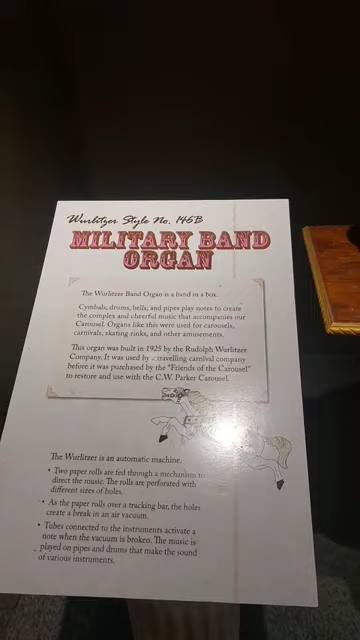 Wurlitzer Style No. 146B
MILITARY BAND
ORGAN
The Wurlitzer Band Organ is a band in a box.
Cymbals, drums, bells, and pipes play notes to create
the complex and cheerful music that accompanies our
Carousel. Organs like this were used for carousels,
carnivals, skating rinks, and other amusements.
This organ was built in 1925 by the Rudolph Wurlitzer
Company. It was used by a travelling carnival company
before it was purchased by the "Friends of the Carousel"
to restore and use with the C.W. Parker Carousel.
The Wurlitzer is an automatic machine.
• Two paper rolls are fed through a mechanism to
direct the music. The rolls are perforated with
different sizes of holes.
• As the paper rolls over a tracking bar, the holes
create a break in an air vacuum.
• Tubes connected to the instruments activate a
note when the vacuum is broken. The music is
played on pipes and drums that make the sound
of various instruments.